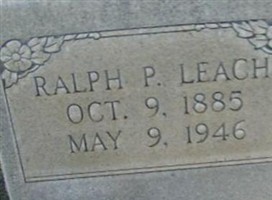 RALPH P. LEACH
OCT. 9, 1885
MAY 9, 1946